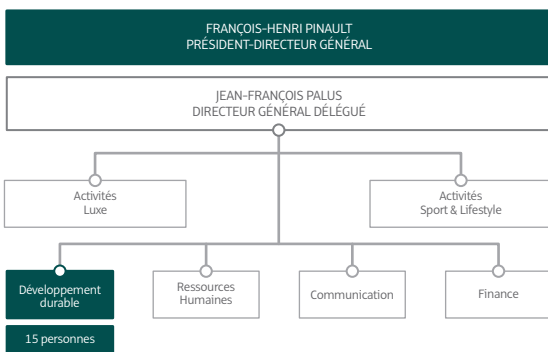 FRANÇOIS-HENRI PINAULT
PRÉSIDENT-DIRECTEUR GÉNÉRAL
JEAN-FRANÇOIS PALUS
DIRECTEUR GÉNÉRAL DÉLÉGUÉ
Activités
Luxe
Activités
Sport & Lifestyle
Développement
durable
Ressources
Humaines
Communication
Finance
15 personnes